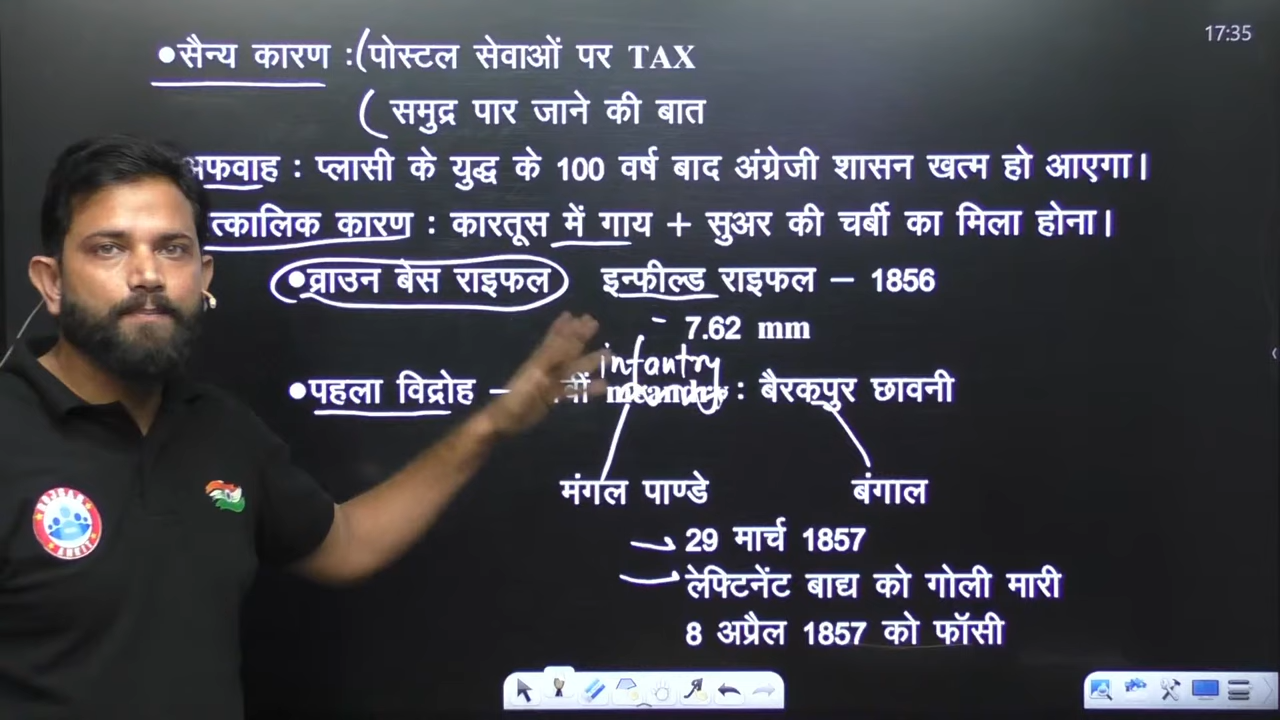 17:35
•सैन्य कारण : पोस्टल सेवाओं पर TAX
समुद्र पार जाने की बात
अफवाह : प्लासी के युद्ध के 100 वर्ष बाद अंग्रेजी शासन खत्म हो आएगा।
त्कालिक कारण : कारतूस में गाय + सुअर की चर्बी का मिला होना।
•व्राउन बेस राइफल इन्फील्ड राइफल – 1856
- 7.62 mm
infantry
•पहला विद्रोह – वीं : बैरकपुर छावनी
मंगल पाण्डे बंगाल
29 मार्च 1857
लेफ्टिनेंट बाद्य को गोली मारी
8 अप्रैल 1857 को फॉसी